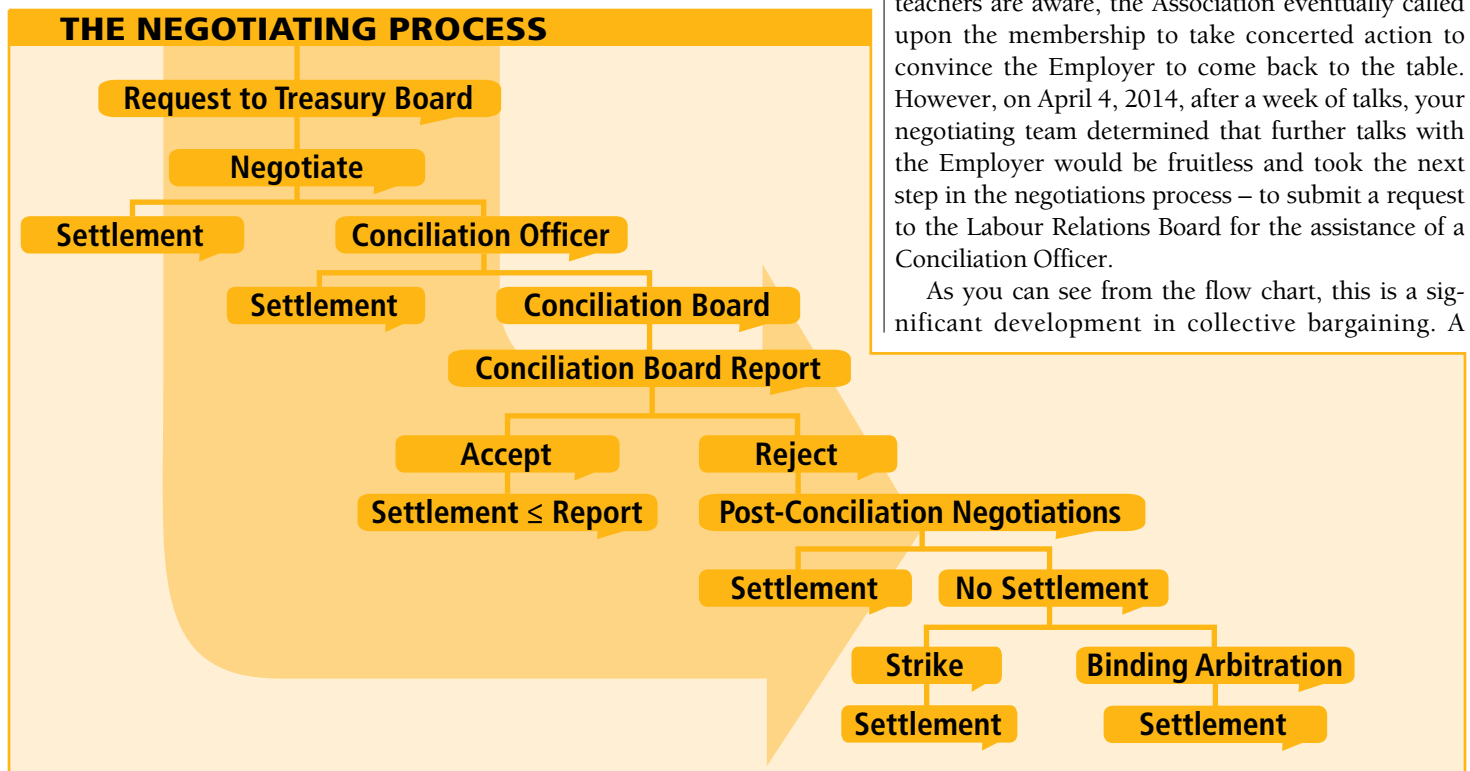 THE NEGOTIATING PROCESS
Request to Treasury Board
Negotiate
Settlement
Conciliation Officer
Settlement
Conciliation Board
Conciliation Board Report
Accept
Reject
Settlement ≤ Report
Post-Conciliation Negotiations
Settlement
No Settlement
Strike
Binding Arbitration
Settlement
Settlement
teachers are aware, the Association eventually called
upon the membership to take concerted action to
convince the Employer to come back to the table.
However, on April 4, 2014, after a week of talks, your
negotiating team determined that further talks with
the Employer would be fruitless and took the next
step in the negotiations process – to submit a request
to the Labour Relations Board for the assistance of a
Conciliation Officer.
As you can see from the flow chart, this is a sig-
nificant development in collective bargaining. A